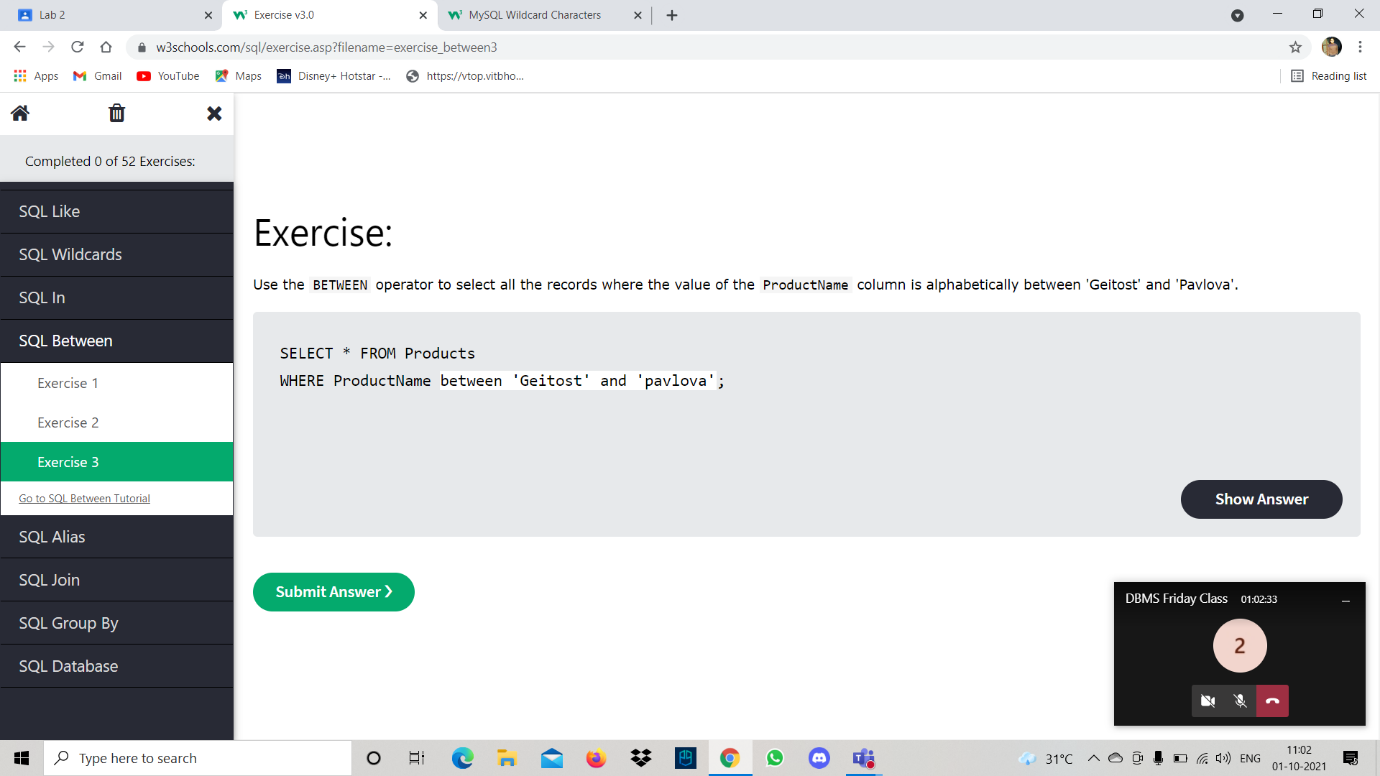 Lab 2
Exercise v3.0
MySQL Wildcard Characters
w3schools.com/sql/exercise.asp?filename=exercise_between3
Apps Gmail YouTube Maps Disney+ Hotstar -... https://vtop.vitbho... Reading list
Completed 0 of 52 Exercises:
SQL Like
SQL Wildcards
SQL In
SQL Between
Exercise 1
Exercise 2
Exercise 3
Go to SQL Between Tutorial
SQL Alias
SQL Join
SQL Group By
SQL Database
Exercise:
Use the BETWEEN operator to select all the records where the value of the ProductName column is alphabetically between 'Geitost' and 'Pavlova'.
SELECT * FROM Products
WHERE ProductName between 'Geitost' and 'pavlova';
Show Answer
Submit Answer ❯
DBMS Friday Class 01:02:33
2
Type here to search
31°C ENG
11:02
01-10-2021